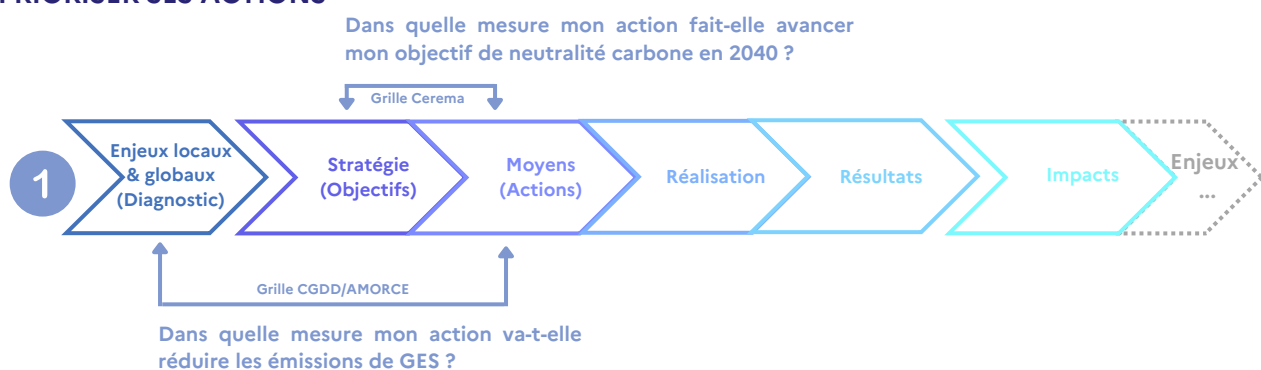 PRIORISER SES ACTIONS
Dans quelle mesure mon action fait-elle avancer
mon objectif de neutralité carbone en 2040 ?
Grille Cerema
1
Enjeux locaux
& globaux
(Diagnostic)
Stratégie
(Objectifs)
Moyens
(Actions)
Réalisation
Résultats
Impacts
Enjeux
...
Grille CGDD/AMORCE
Dans quelle mesure mon action va-t-elle
réduire les émissions de GES ?